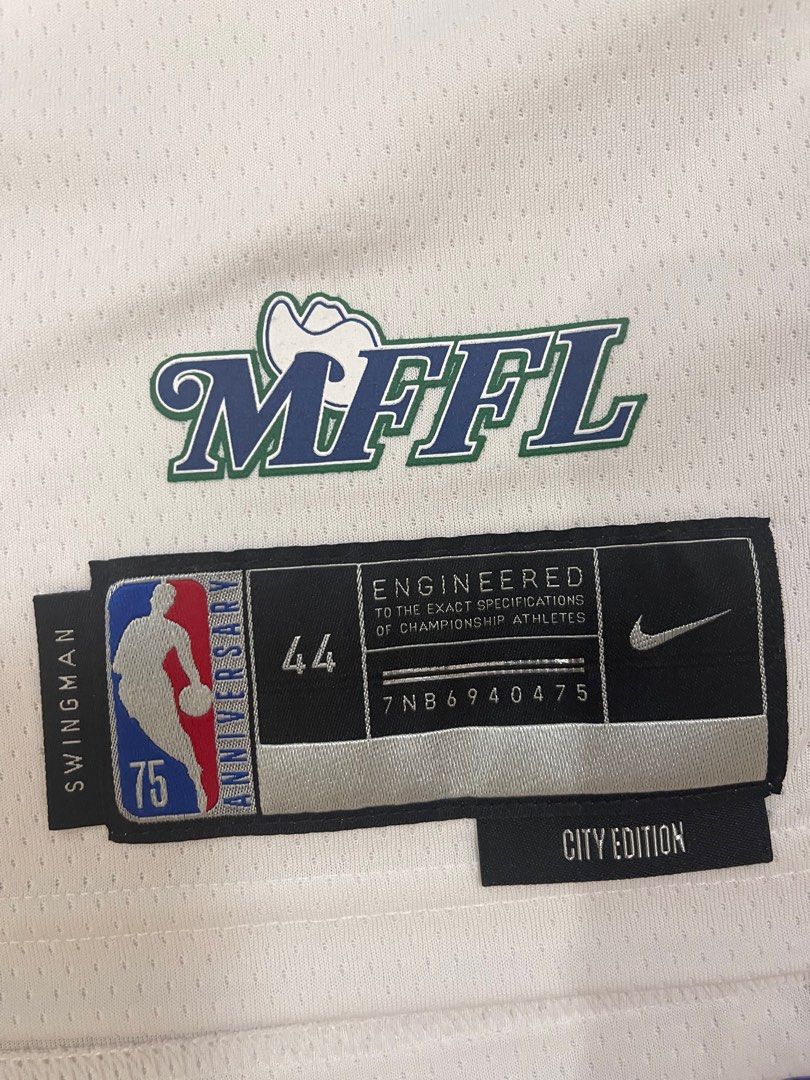 MFFL
SWINGMAN
75
ANNIVERSARY
44
ENGINEERED
TO THE EXACT SPECIFICATIONS
OF CHAMPIONSHIP ATHLETES
7NB6940475
CITY EDITION